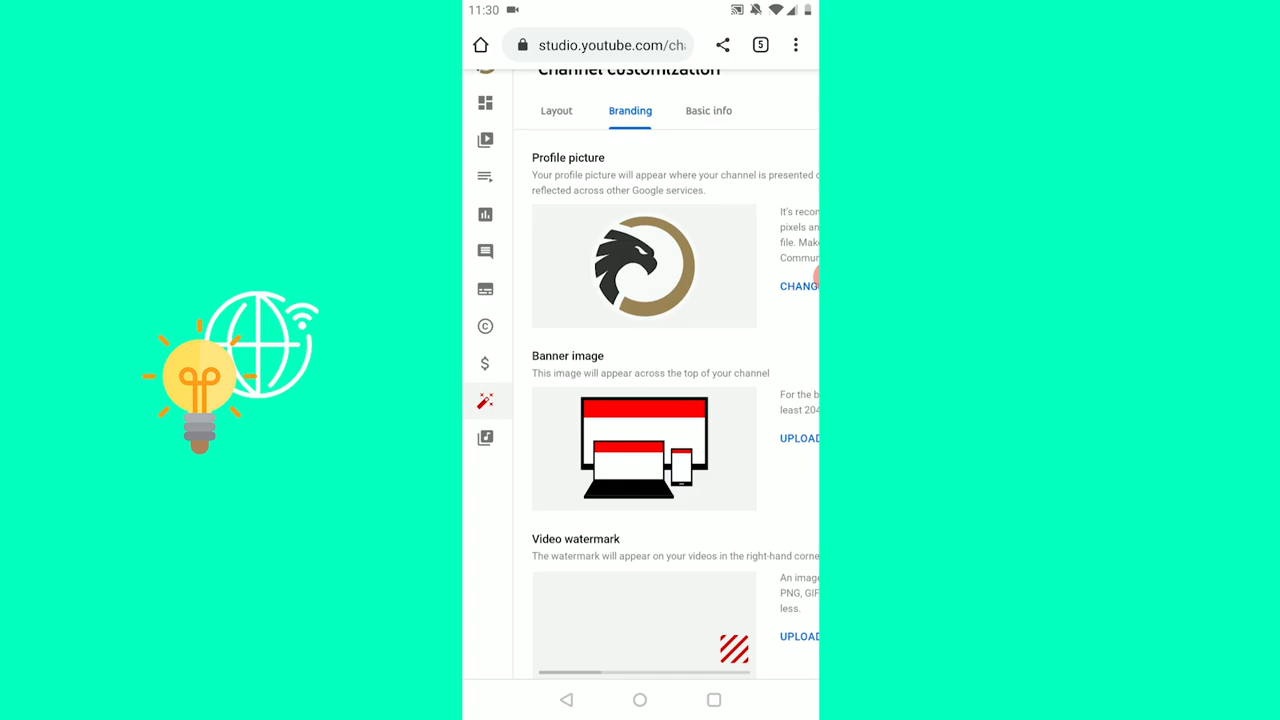 11:30
studio.youtube.com/ch
5
Channel customization
Layout Branding Basic info
Profile picture
Your profile picture will appear where your channel is presented
reflected across other Google services.
It's recor
pixels an
file. Mak
Commun
CHANG
Banner image
This image will appear across the top of your channel
For the b
least 204
UPLOAD
Video watermark
The watermark will appear on your videos in the right-hand corne
An image
PNG, GIF
less.
UPLOAD